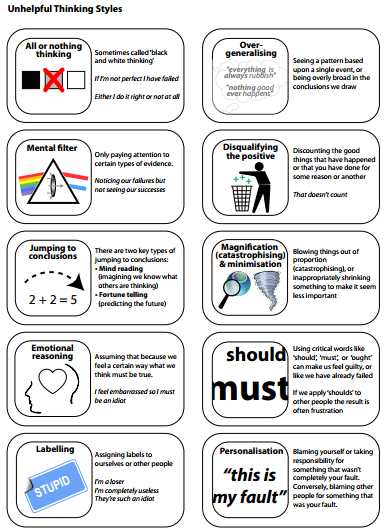 Unhelpful Thinking Styles
All or nothing
thinking
Sometimes called 'black
and white thinking'
If I'm not perfect I have failed
Either I do it right or not at all
Over-
generalising
"everything is
always rubbish"
"nothing good
ever happens"
Seeing a pattern based
upon a single event, or
being overly broad in the
conclusions we draw
Mental filter
Only paying attention to
certain types of evidence.
Noticing our failures but
not seeing our successes
Disqualifying
the positive
Discounting the good
things that have happened
or that you have done for
some reason or another
That doesn't count
Jumping to
conclusions
2 + 2 = 5
There are two key types of
jumping to conclusions:
• Mind reading
(imagining we know what
others are thinking)
• Fortune telling
(predicting the future)
Magnification
(catastrophising)
& minimisation
Blowing things out of
proportion
(catastrophising), or
inappropriately shrinking
something to make it seem
less important
Emotional
reasoning
Assuming that because we
feel a certain way what we
think must be true.
I feel embarrassed so I must
be an idiot
should
must
Using critical words like
'should', 'must', or 'ought'
can make us feel guilty, or
like we have already failed
If we apply 'shoulds' to
other people the result is
often frustration
Labelling
STUPID
Assigning labels to
ourselves or other people
I'm a loser
I'm completely useless
They're such an idiot
Personalisation
"this is
my fault"
Blaming yourself or taking
responsibility for
something that wasn't
completely your fault.
Conversely, blaming other
people for something that
was your fault.